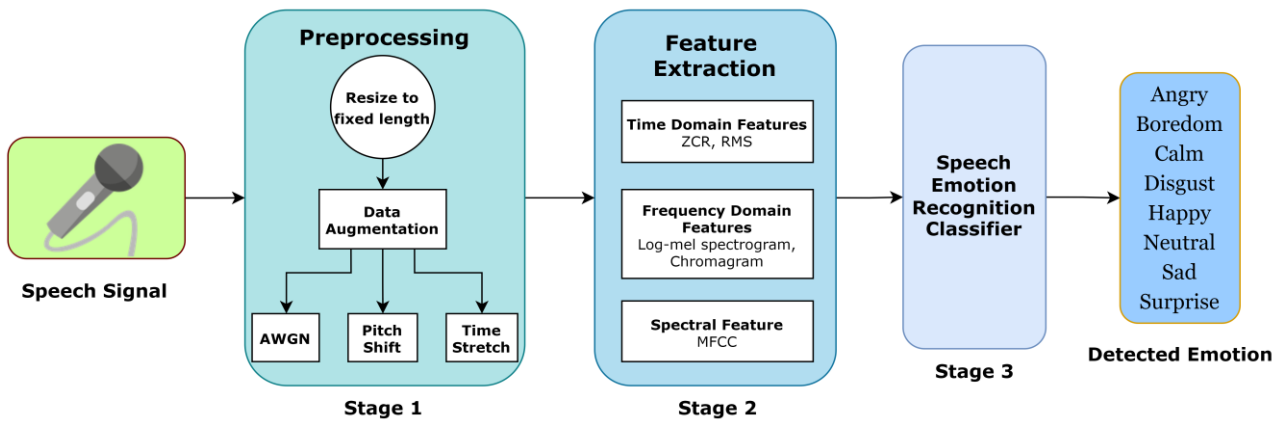 Speech Signal
Preprocessing
Resize to
fixed length
Data
Augmentation
AWGN
Pitch
Shift
Time
Stretch
Stage 1
Feature
Extraction
Time Domain Features
ZCR, RMS
Frequency Domain
Features
Log-mel spectrogram,
Chromagram
Spectral Feature
MFCC
Stage 2
Speech
Emotion
Recognition
Classifier
Stage 3
Angry
Boredom
Calm
Disgust
Happy
Neutral
Sad
Surprise
Detected Emotion